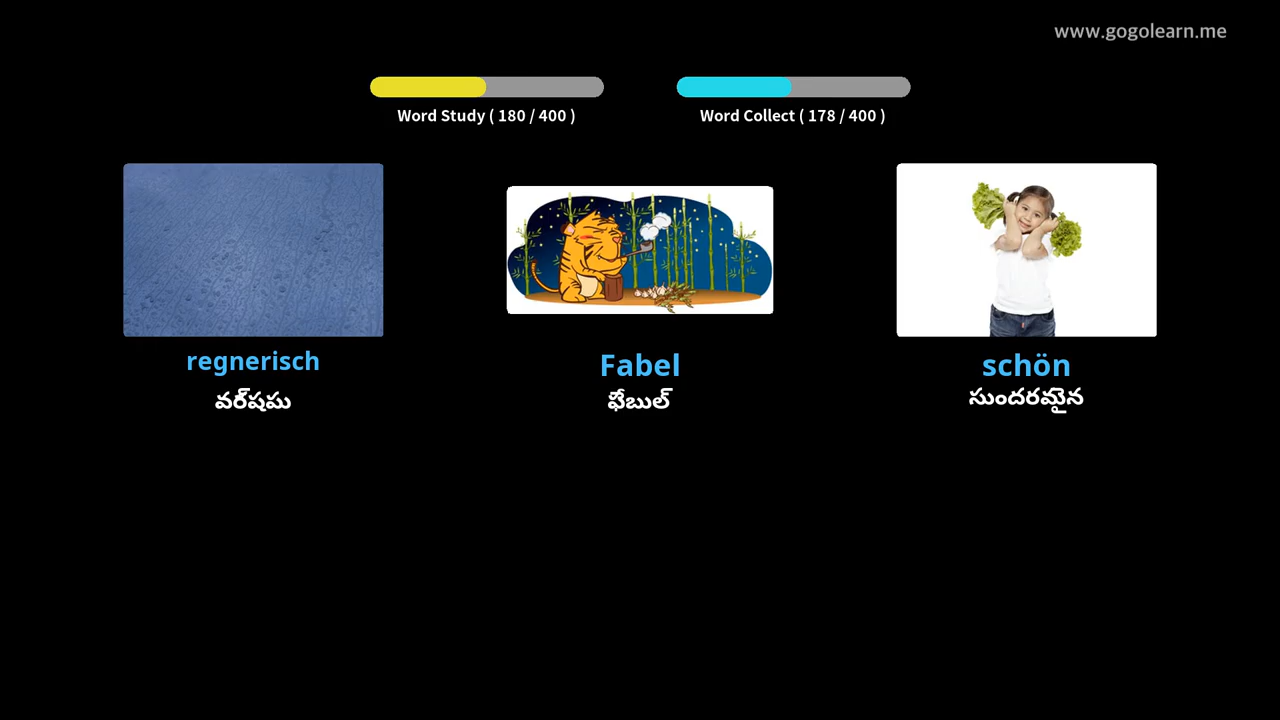 www.gogolearn.me
Word Study ( 180 / 400 )
Word Collect ( 178 / 400 )
regnerisch
Fabel
schön
వర్షపు
ఫేబుల్
సుందరమైన